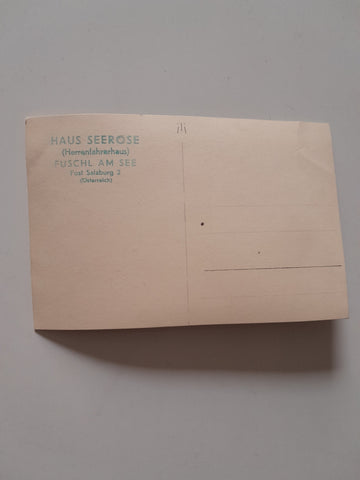 HAUS SEEROSE
(Herrenfahrerhaus)
FUSCHL AM SEE
Post Salzburg 2
(Österreich)